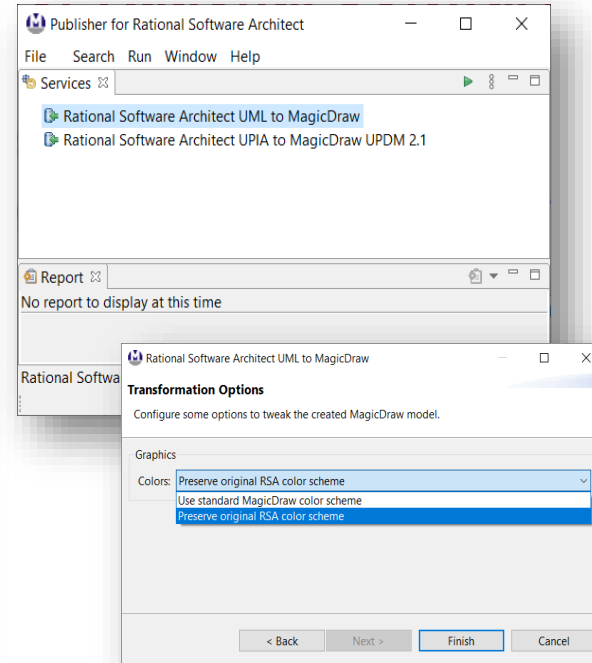 Publisher for Rational Software Architect
File Search Run Window Help
Services
Rational Software Architect UML to MagicDraw
Rational Software Architect UPIA to MagicDraw UPDM 2.1
Report
No report to display at this time
Rational Softwa
Rational Software Architect UML to MagicDraw
Transformation Options
Configure some options to tweak the created MagicDraw model.
Graphics
Colors: Preserve original RSA color scheme
Use standard MagicDraw color scheme
Preserve original RSA color scheme
< Back Next > Finish Cancel